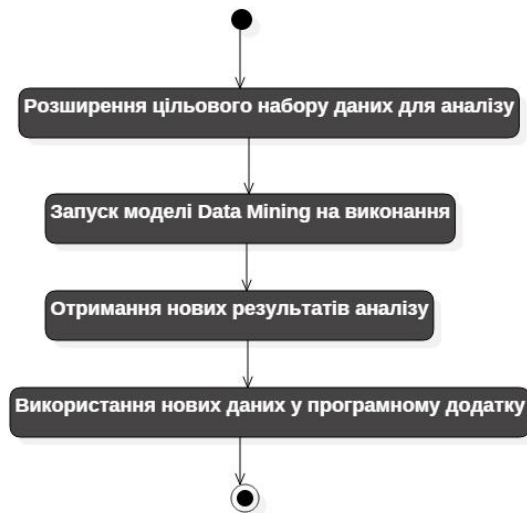 Розширення цільового набору даних для аналізу
Запуск моделі Data Mining на виконання
Отримання нових результатів аналізу
Використання нових даних у програмному додатку